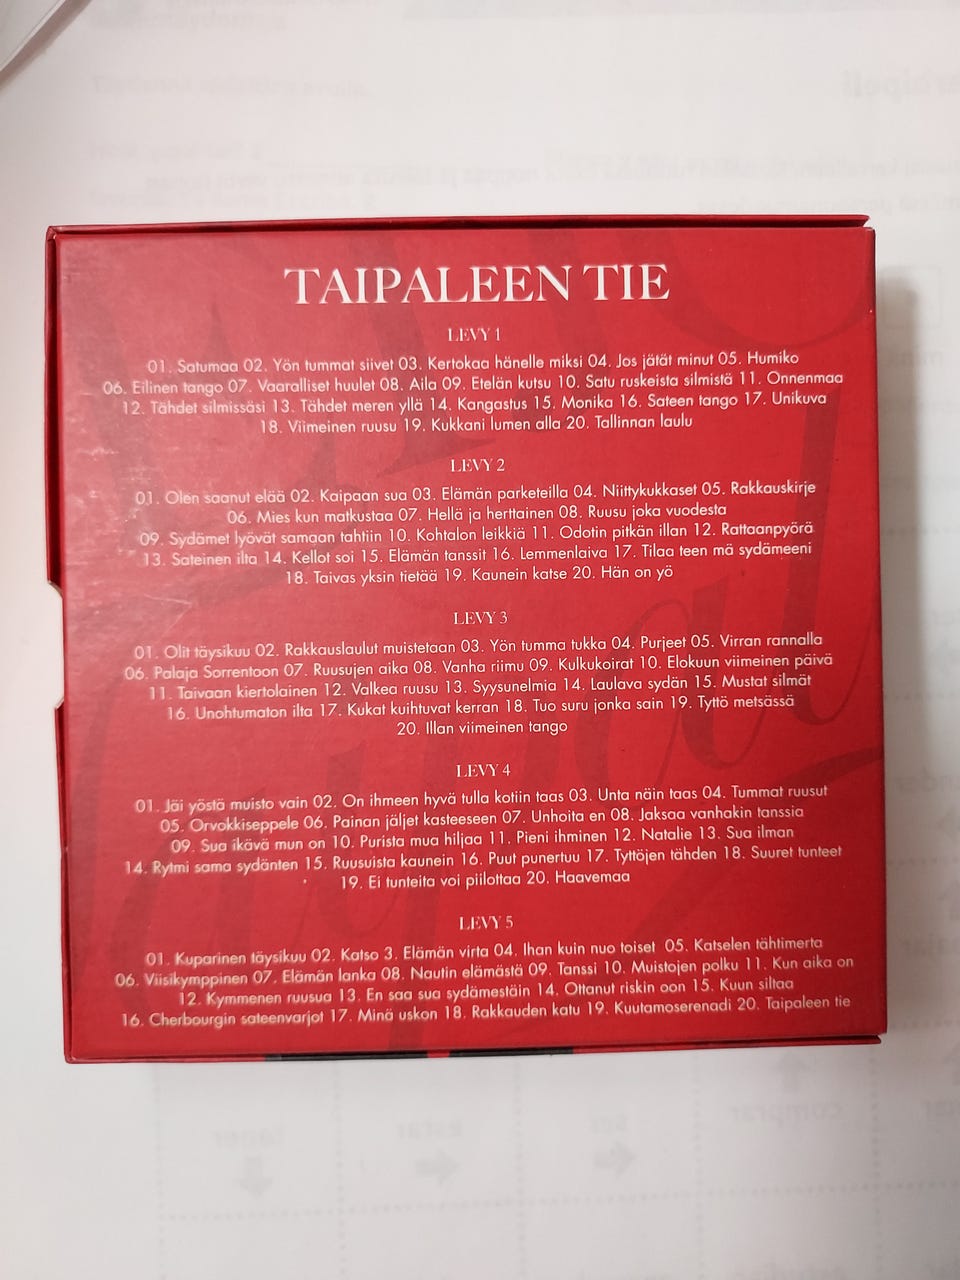 TAIPALEEN TIE
LEVY 1
01. Satumaa 02. Yön tummat siivet 03. Kertokaa hänelle miksi 04. Jos jätät minut 05. Humiko
06. Eilinen tango 07. Vaaralliset huulet 08. Aila 09. Etelän kutsu 10. Satu ruskeista silmistä 11. Onnenmaa
12. Tähdet silmissäsi 13. Tähdet meren yllä 14. Kangastus 15. Monika 16. Sateen tango 17. Unikuva
18. Viimeinen ruusu 19. Kukkani lumen alla 20. Tallinnan laulu
LEVY 2
01. Olen saanut elää 02. Kaipaan sua 03. Elämän parketeilla 04. Niittykukkaset 05. Rakkauskirje
06. Mies kun matkustaa 07. Hellä ja herttainen 08. Ruusu joka vuodesta
09. Sydämet lyövät samaan tahtiin 10. Kohtalon leikkiä 11. Odotin pitkän illan 12. Rattaanpyörä
13. Sateinen ilta 14. Kellot soi 15. Elämän tanssit 16. Lemmenlaiva 17. Tilaa teen mä sydämeeni
18. Taivas yksin tietää 19. Kaunein katse 20. Hän on yö
LEVY 3
01. Olit täysikuu 02. Rakkauslaulut muistetaan 03. Yön tumma tukka 04. Purjeet 05. Virran rannalla
06. Palaja Sorrentoon 07. Ruusujen aika 08. Vanha riimu 09. Kulkukoirat 10. Elokuun viimeinen päivä
11. Taivaan kiertolainen 12. Valkea ruusu 13. Syysunelmia 14. Laulava sydän 15. Mustat silmät
16. Unohtumaton ilta 17. Kukat kuihtuvat kerran 18. Tuo suru jonka sain 19. Tyttö metsässä
20. Illan viimeinen tango
LEVY 4
01. Jäi yöstä muisto vain 02. On ihmeen hyvä tulla kotiin taas 03. Unta näin taas 04. Tummat ruusut
05. Orvokkiseppele 06. Painan jäljet kasteeseen 07. Unhoita en 08. Jaksaa vanhakin tanssia
09. Sua ikävä mun on 10. Purista mua hiljaa 11. Pieni ihminen 12. Natalie 13. Sua ilman
14. Rytmi sama sydänten 15. Ruusuista kaunein 16. Puut punertuu 17. Tyttöjen tähden 18. Suuret tunteet
19. Ei tunteita voi piilottaa 20. Haavemaa
LEVY 5
01. Kuparinen täysikuu 02. Katso 3. Elämän virta 04. Ihan kuin nuo toiset 05. Katselen tähtimerta
06. Viisikymppinen 07. Elämän lanka 08. Nautin elämästä 09. Tanssi 10. Muistojen polku 11. Kun aika on
12. Kymmenen ruusua 13. En saa sua sydämestäin 14. Ottanut riskin oon 15. Kuun siltaa
16. Cherbourgin sateenvarjot 17. Minä uskon 18. Rakkauden katu 19. Kuutamoserenadi 20. Taipaleen tie